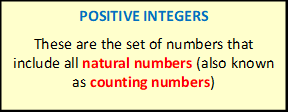 POSITIVE INTEGERS
These are the set of numbers that
include all natural numbers (also known
as counting numbers)